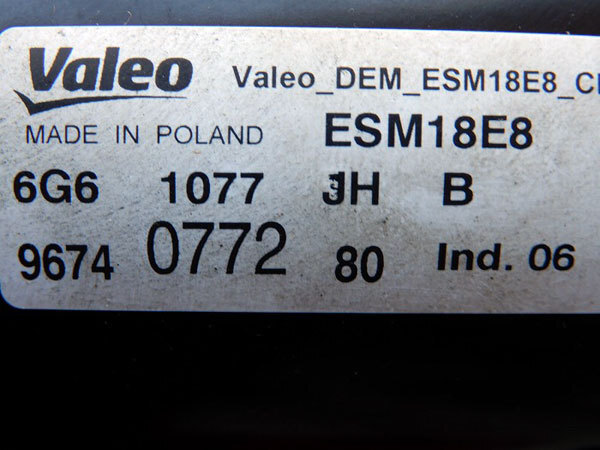 Valeo Valeo_DEM_ESM18E8_C
MADE IN POLAND ESM18E8
6G6 1077 JH B
9674 0772 80 Ind. 06